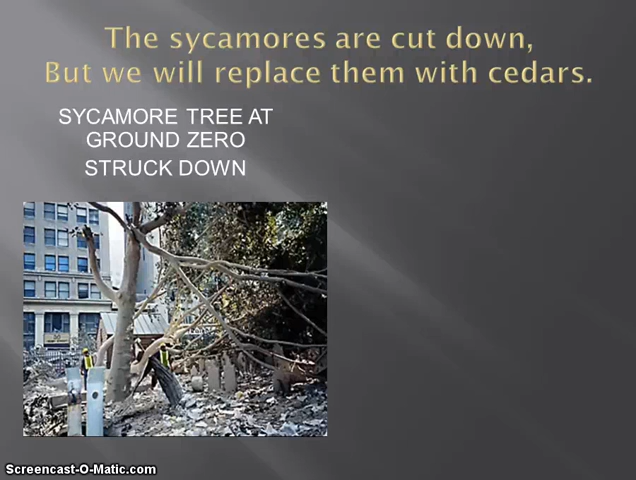 The sycamores are cut down,
But we will replace them with cedars.
SYCAMORE TREE AT
GROUND ZERO
STRUCK DOWN
Screencast-O-Matic.com